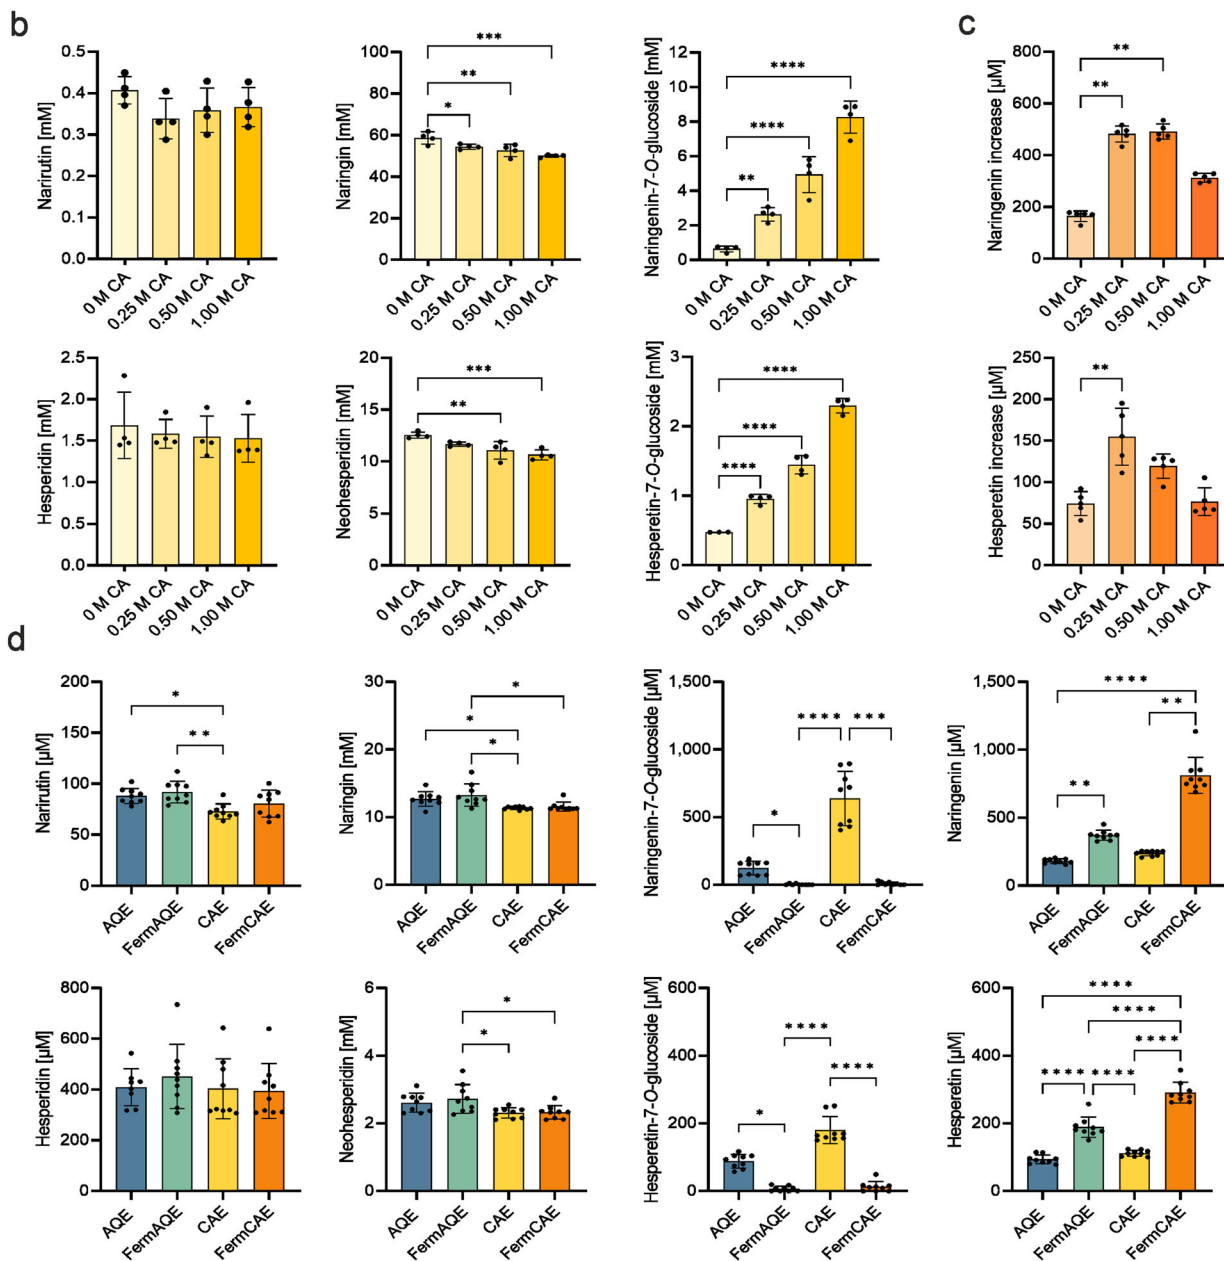 b
c
Narirutin [mM]
0.5
0.4
0.3
0.2
0.1
0.0
0 M CA
0.25 M CA
0.50 M CA
1.00 M CA
Naringin [mM]
100
80
60
40
20
0
***
**
*
0 M CA
0.25 M CA
0.50 M CA
1.00 M CA
Naringenin-7-O-glucoside [mM]
12
10
8
6
4
2
0
****
****
**
0 M CA
0.25 M CA
0.50 M CA
1.00 M CA
Naringenin increase [µM]
800
600
400
200
0
**
**
0 M CA
0.25 M CA
0.50 M CA
1.00 M CA
Hesperidin [mM]
2.5
2.0
1.5
1.0
0.5
0.0
0 M CA
0.25 M CA
0.50 M CA
1.00 M CA
Neohesperidin [mM]
20
15
10
5
0
***
**
0 M CA
0.25 M CA
0.50 M CA
1.00 M CA
Hesperetin-7-O-glucoside [mM]
3
2
1
0
****
****
****
0 M CA
0.25 M CA
0.50 M CA
1.00 M CA
Hesperetin increase [µM]
250
200
150
100
50
0
**
0 M CA
0.25 M CA
0.50 M CA
1.00 M CA
d
Narirutin [µM]
200
150
100
50
0
*
**
AQE
FermAQE
CAE
FermCAE
Naringin [mM]
30
20
10
0
*
*
*
AQE
FermAQE
CAE
FermCAE
Naringenin-7-O-glucoside [µM]
1,500
1,000
500
0
****
***
*
AQE
FermAQE
CAE
FermCAE
Naringenin [µM]
1,500
1,000
500
0
****
**
**
AQE
FermAQE
CAE
FermCAE
Hesperidin [µM]
800
600
400
200
0
AQE
FermAQE
CAE
FermCAE
Neohesperidin [mM]
6
4
2
0
*
*
AQE
FermAQE
CAE
FermCAE
Hesperetin-7-O-glucoside [µM]
600
400
200
0
****
****
*
AQE
FermAQE
CAE
FermCAE
Hesperetin [µM]
600
400
200
0
****
****
****
****
****
AQE
FermAQE
CAE
FermCAE